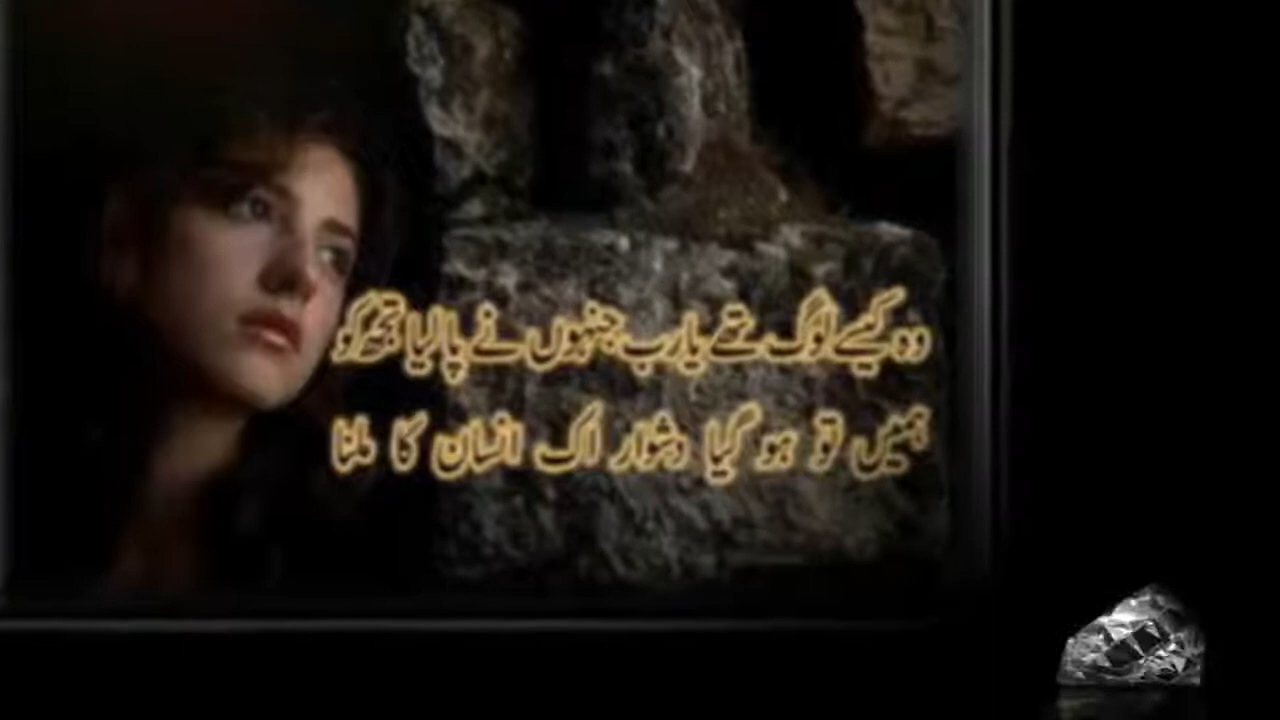 وہ کیسے لوگ تھے یارب جنہوں نے پا لیا تجھ کو
ہمیں تو ہو گیا دشوار اک انسان کا ملنا